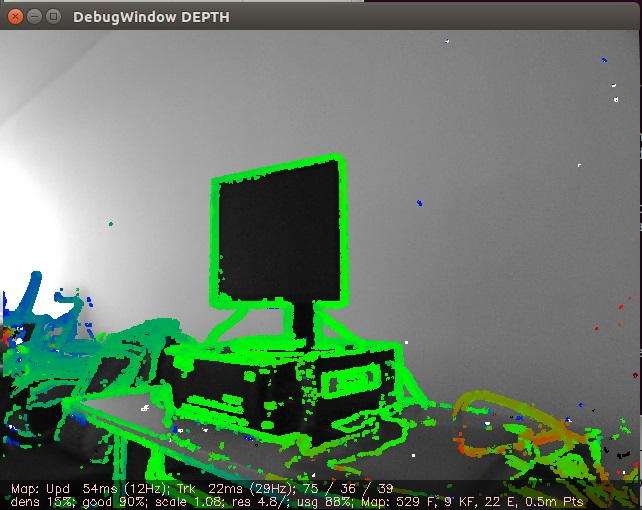 DebugWindow DEPTH
Map: Upd 54ms (12Hz); Trk 22ms (29Hz); 75 / 36 / 39
dens 15%; good 90%; scale 1.08; res 4.8/; usg 88%; Map: 529 F, 9 KF, 22 E, 0.5m Pts